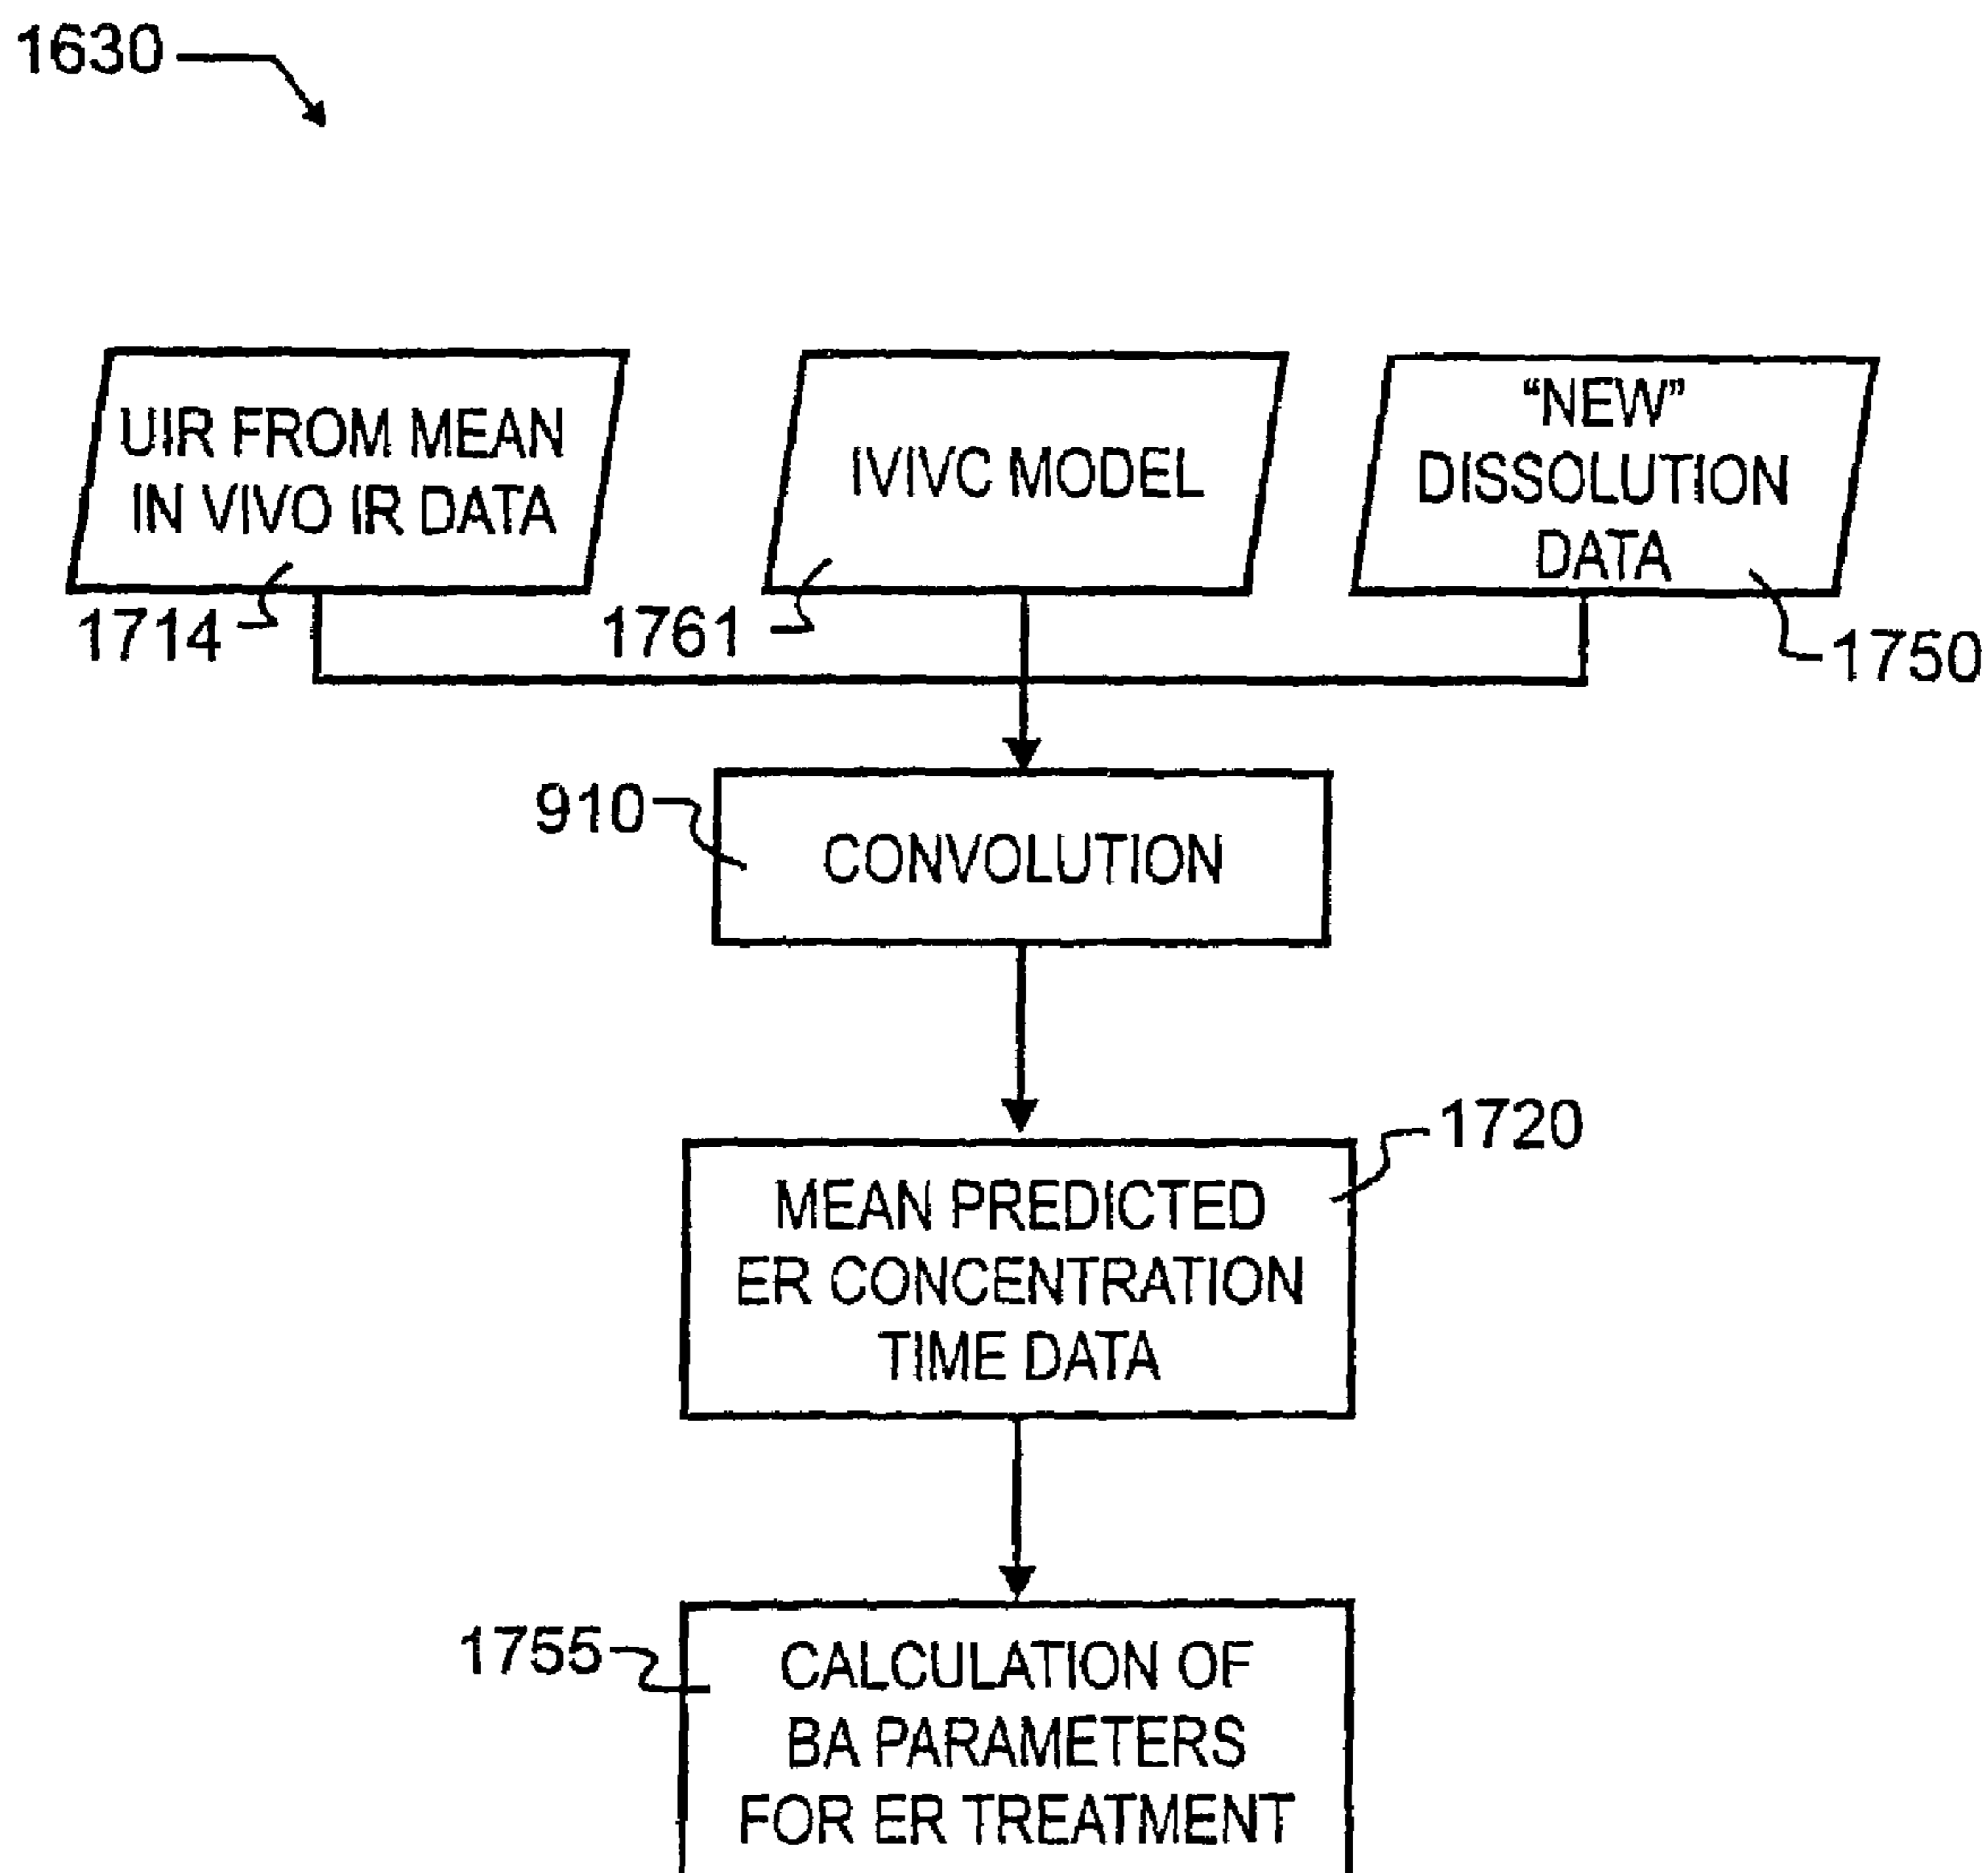 1630
UIR FROM MEAN
IN VIVO IR DATA
IVIVC MODEL
“NEW”
DISSOLUTION
DATA
1714
1761
1750
910
CONVOLUTION
1720
MEAN PREDICTED
ER CONCENTRATION
TIME DATA
1755
CALCULATION OF
BA PARAMETERS
FOR ER TREATMENT